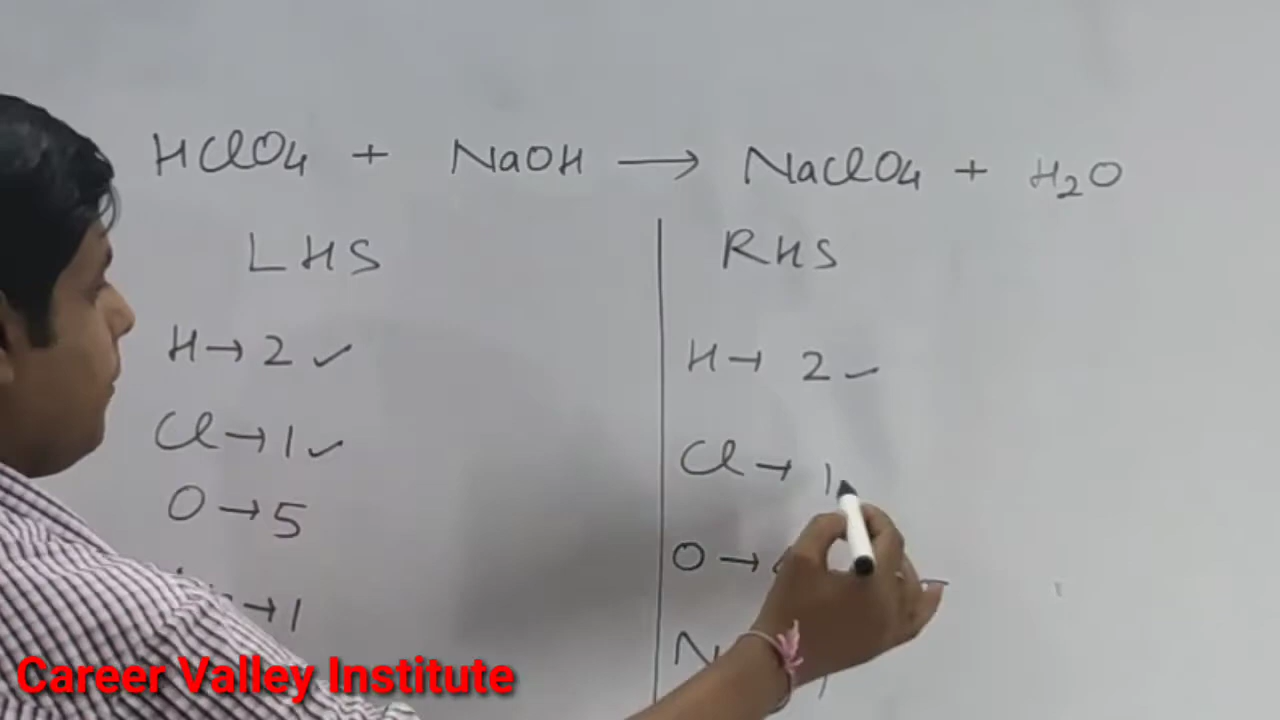 HClO4 + NaOH → NaClO4 + H2O
LHS
RHS
H → 2 ✓
H → 2 ✓
Cl → 1 ✓
Cl → 1
O → 5
O →
→ 1
Career Valley Institute